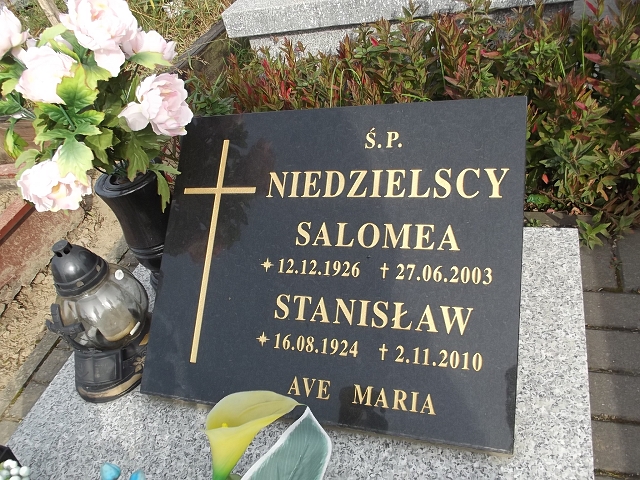 Ś.P.
NIEDZIELSCY
SALOMEA
✶ 12.12.1926 † 27.06.2003
STANISŁAW
✶ 16.08.1924 † 2.11.2010
AVE MARIA